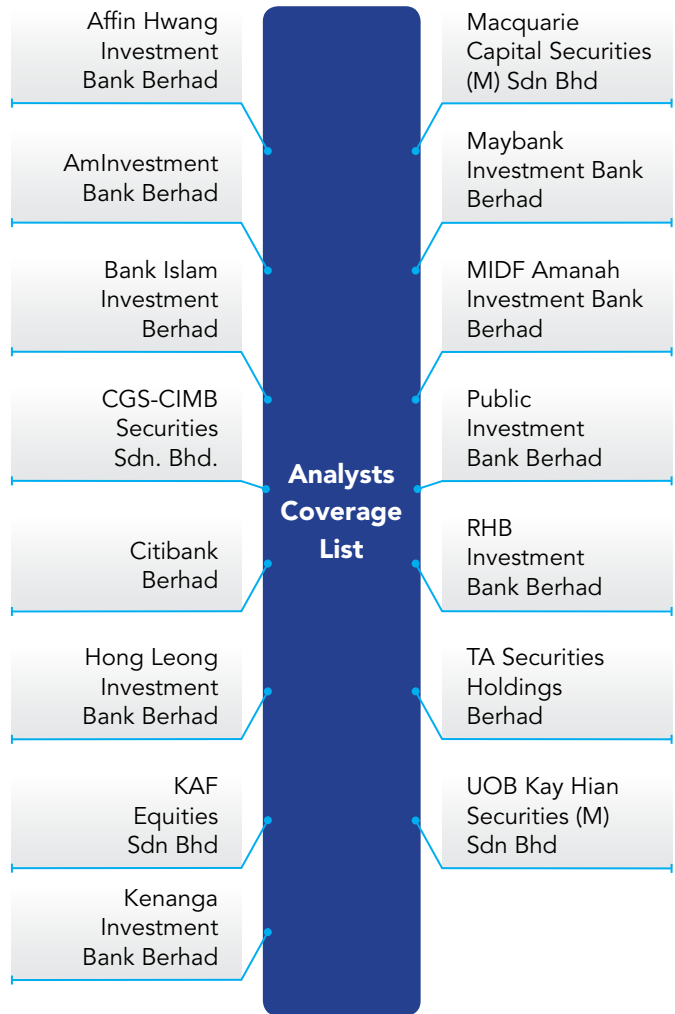 Affin Hwang
Investment
Bank Berhad
AmInvestment
Bank Berhad
Bank Islam
Investment
Berhad
CGS-CIMB
Securities
Sdn. Bhd.
Citibank
Berhad
Hong Leong
Investment
Bank Berhad
KAF
Equities
Sdn Bhd
Kenanga
Investment
Bank Berhad
Analysts
Coverage
List
Macquarie
Capital Securities
(M) Sdn Bhd
Maybank
Investment Bank
Berhad
MIDF Amanah
Investment Bank
Berhad
Public
Investment
Bank Berhad
RHB
Investment
Bank Berhad
TA Securities
Holdings
Berhad
UOB Kay Hian
Securities (M)
Sdn Bhd